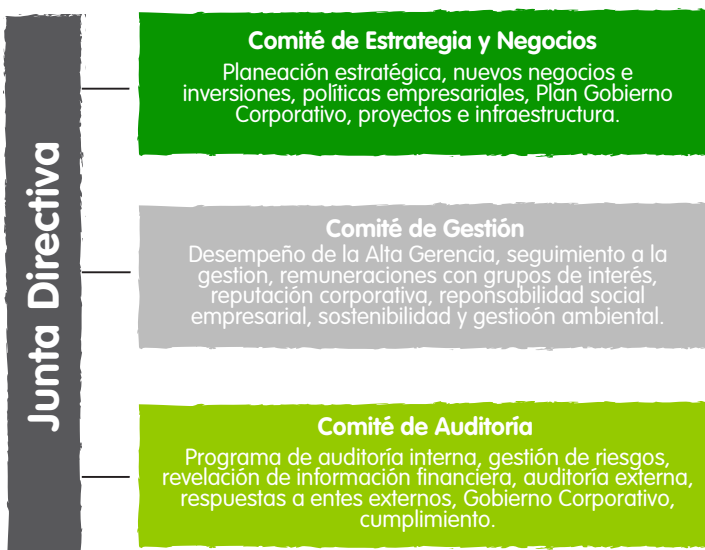 Junta Directiva
Comité de Estrategia y Negocios
Planeación estratégica, nuevos negocios e
inversiones, políticas empresariales, Plan Gobierno
Corporativo, proyectos e infraestructura.
Comité de Gestión
Desempeño de la Alta Gerencia, seguimiento a la
gestion, remuneraciones con grupos de interés,
reputación corporativa, reponsabilidad social
empresarial, sostenibilidad y gestioón ambiental.
Comité de Auditoría
Programa de auditoría interna, gestión de riesgos,
revelación de información financiera, auditoría externa,
respuestas a entes externos, Gobierno Corporativo,
cumplimiento.